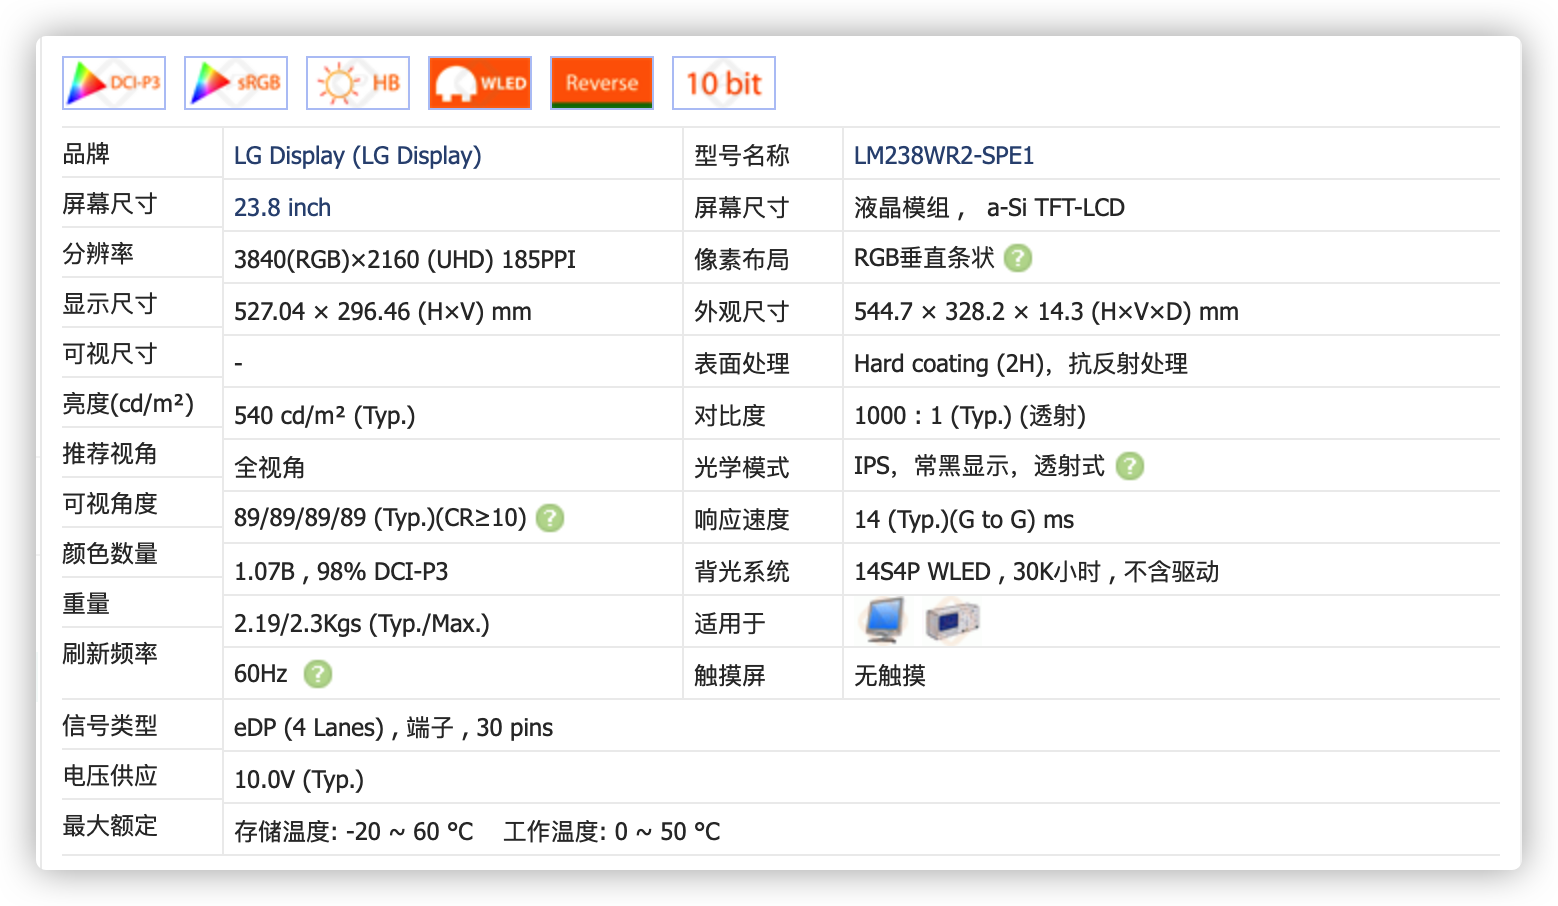 DCI-P3 sRGB HB WLED Reverse 10 bit
品牌 LG Display (LG Display) 型号名称 LM238WR2-SPE1
屏幕尺寸 23.8 inch 屏幕尺寸 液晶模组 , a-Si TFT-LCD
分辨率 3840(RGB)×2160 (UHD) 185PPI 像素布局 RGB垂直条状 ?
显示尺寸 527.04 × 296.46 (H×V) mm 外观尺寸 544.7 × 328.2 × 14.3 (H×V×D) mm
可视尺寸 - 表面处理 Hard coating (2H)，抗反射处理
亮度(cd/m²) 540 cd/m² (Typ.) 对比度 1000 : 1 (Typ.) (透射)
推荐视角 全视角 光学模式 IPS，常黑显示，透射式 ?
可视角度 89/89/89/89 (Typ.)(CR≥10) ? 响应速度 14 (Typ.)(G to G) ms
颜色数量 1.07B , 98% DCI-P3 背光系统 14S4P WLED , 30K小时 , 不含驱动
重量 2.19/2.3Kgs (Typ./Max.) 适用于
刷新频率 60Hz ? 触摸屏 无触摸
信号类型 eDP (4 Lanes) , 端子 , 30 pins
电压供应 10.0V (Typ.)
最大额定 存储温度: -20 ~ 60 °C 工作温度: 0 ~ 50 °C